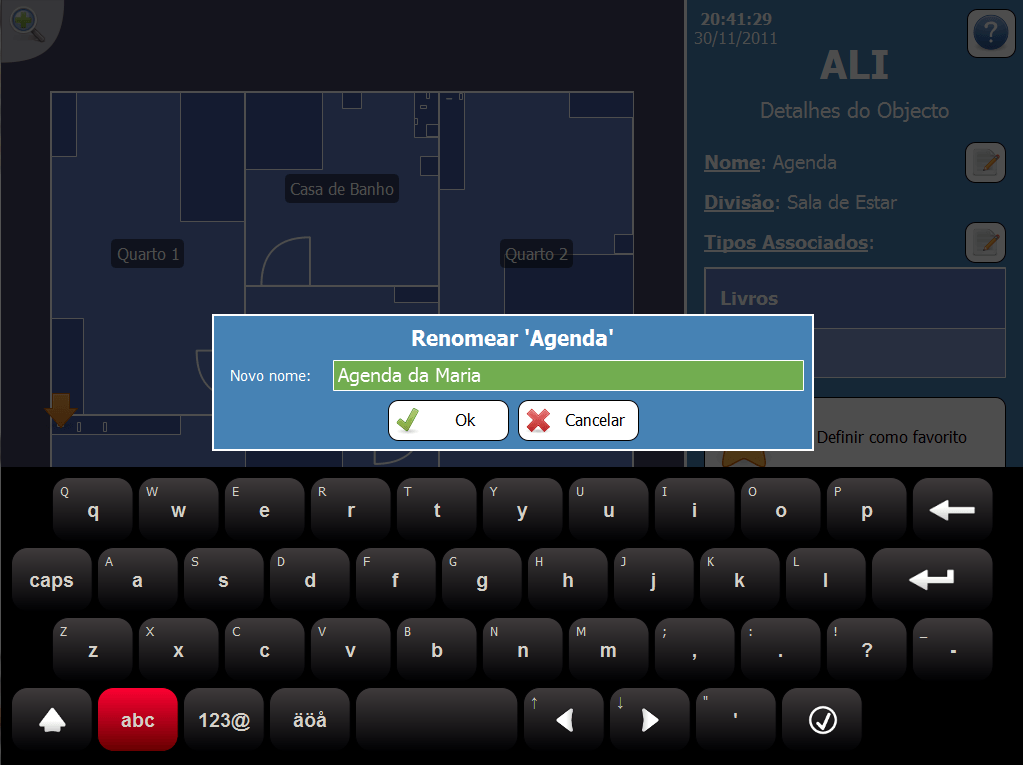 20:41:29
30/11/2011
?
ALI
Detalhes do Objecto
Nome: Agenda
Divisão: Sala de Estar
Tipos Associados:
Livros
Definir como favorito
Casa de Banho
Quarto 1
Quarto 2
Renomear 'Agenda'
Novo nome: Agenda da Maria
Ok Cancelar
Q q W w E e R r T t Y y U u I i O o P p
caps A a S s D d F f G g H h J j K k L l
Z z X x C c V v B b N n M m ; , : . ! ? _ -
abc 123@ äöå ↑ ↓ " '